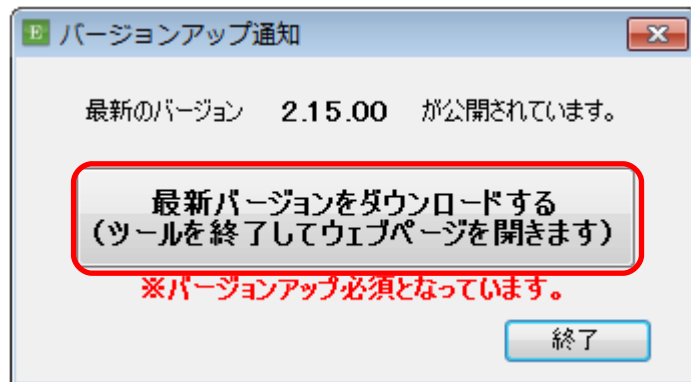 E バージョンアップ通知
最新のバージョン 2.15.00 が公開されています。
最新バージョンをダウンロードする
(ツールを終了してウェブページを開きます)
※バージョンアップ必須となっています。
終了